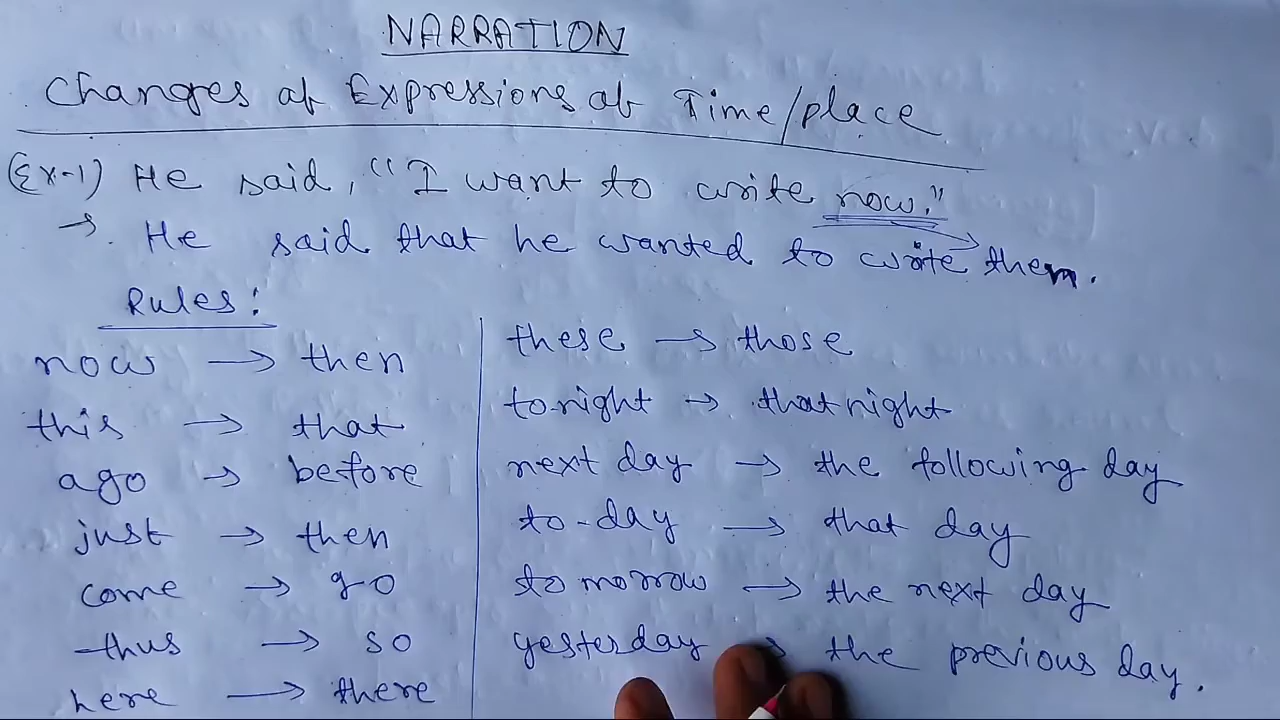 NARRATION
Changes of Expressions of Time/place
(Ex-1) He said, "I want to write now."
→ He said that he wanted to write then.
Rules:
now → then
this → that
ago → before
just → then
come → go
thus → so
here → there
these → those
to-night → that night
next day → the following day
to-day → that day
tomorrow → the next day
yesterday → the previous day.